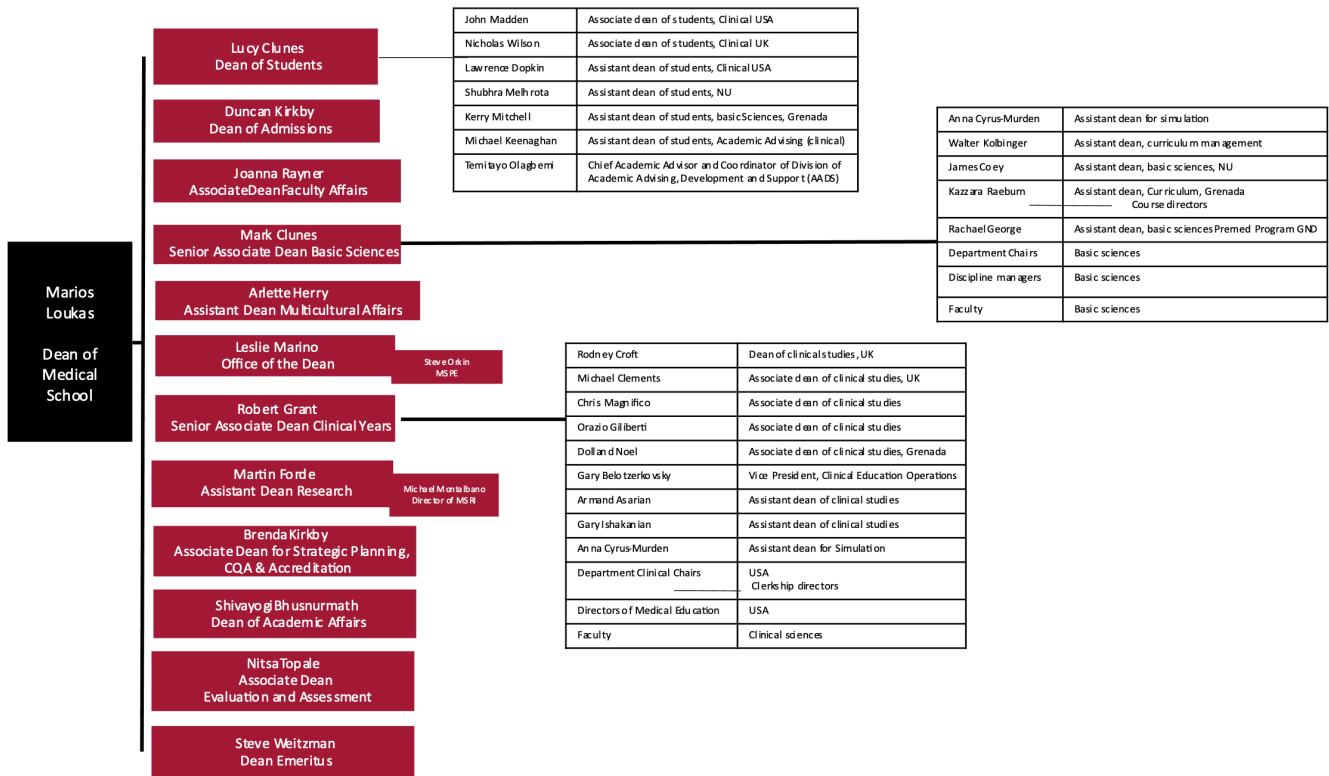 Marios
Loukas
Dean of
Medical
School
Lucy Clunes
Dean of Students
Duncan Kirkby
Dean of Admissions
Joanna Rayner
AssociateDeanFaculty Affairs
Mark Clunes
Senior Associate Dean Basic Sciences
Arlette Herry
Assistant Dean Multicultural Affairs
Leslie Marino
Office of the Dean
Steve Orkin
MSPE
Robert Grant
Senior Associate Dean Clinical Years
Martin Forde
Assistant Dean Research
Michael Montalbano
Director of MSRI
BrendaKirkby
Associate Dean for Strategic Planning,
CQA & Accreditation
ShivayogiBhusnurmath
Dean of Academic Affairs
NitsaTopale
Associate Dean
Evaluation and Assessment
Steve Weitzman
Dean Emeritus
John Madden Associate dean of students, Clinical USA
Nicholas Wilson Associate dean of students, Clinical UK
Lawrence Dopkin Assistant dean of students, Clinical USA
Shubhra Melhrota Assistant dean of students, NU
Kerry Mitchell Assistant dean of students, basic Sciences, Grenada
Michael Keenaghan Assistant dean of students, Academic Advising (clinical)
Temitayo Olagbemi Chief Academic Advisor and Coordinator of Division of
Academic Advising, Development and Support (AADS)
Anna Cyrus-Murden Assistant dean for simulation
Walter Kolbinger Assistant dean, curriculum management
James Coey Assistant dean, basic sciences, NU
Kazzara Raeburn Assistant dean, Curriculum, Grenada
Course directors
Rachael George Assistant dean, basic sciences Premed Program GND
Department Chairs Basic sciences
Discipline managers Basic sciences
Faculty Basic sciences
Rodney Croft Dean of clinical studies, UK
Michael Clements Associate dean of clinical studies, UK
Chris Magnifico Associate dean of clinical studies
Orazio Giliberti Associate dean of clinical studies
Dolland Noel Associate dean of clinical studies, Grenada
Gary Belotzerkovsky Vice President, Clinical Education Operations
Armand Asarian Assistant dean of clinical studies
Gary Ishakanian Assistant dean of clinical studies
Anna Cyrus-Murden Assistant dean for Simulation
Department Clinical Chairs USA
Clerkship directors
Directors of Medical Education USA
Faculty Clinical sciences